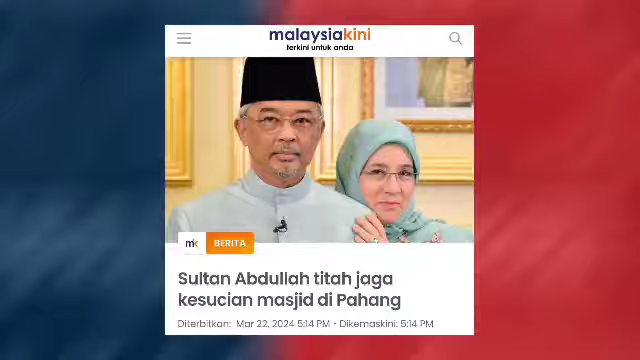 malaysiakini
terkini untuk anda
mk BERITA
Sultan Abdullah titah jaga
kesucian masjid di Pahang
Diterbitkan: Mar 22, 2024 5:14 PM · Dikemaskini: 5:14 PM